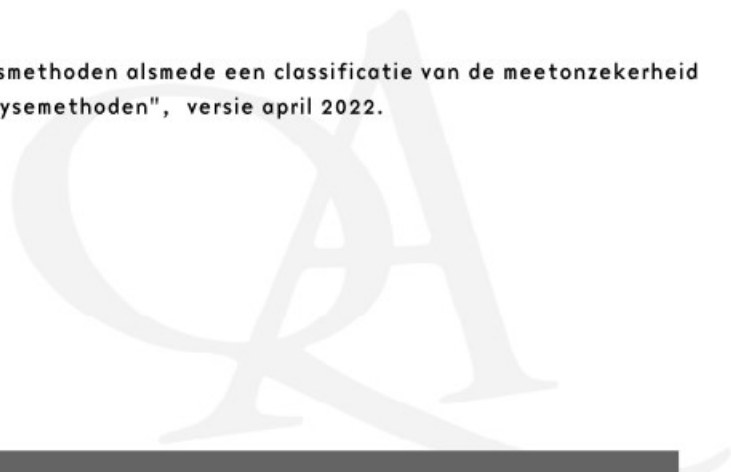 smethoden alsmede een classificatie van de meetonzekerheid
ysemethoden", versie april 2022.